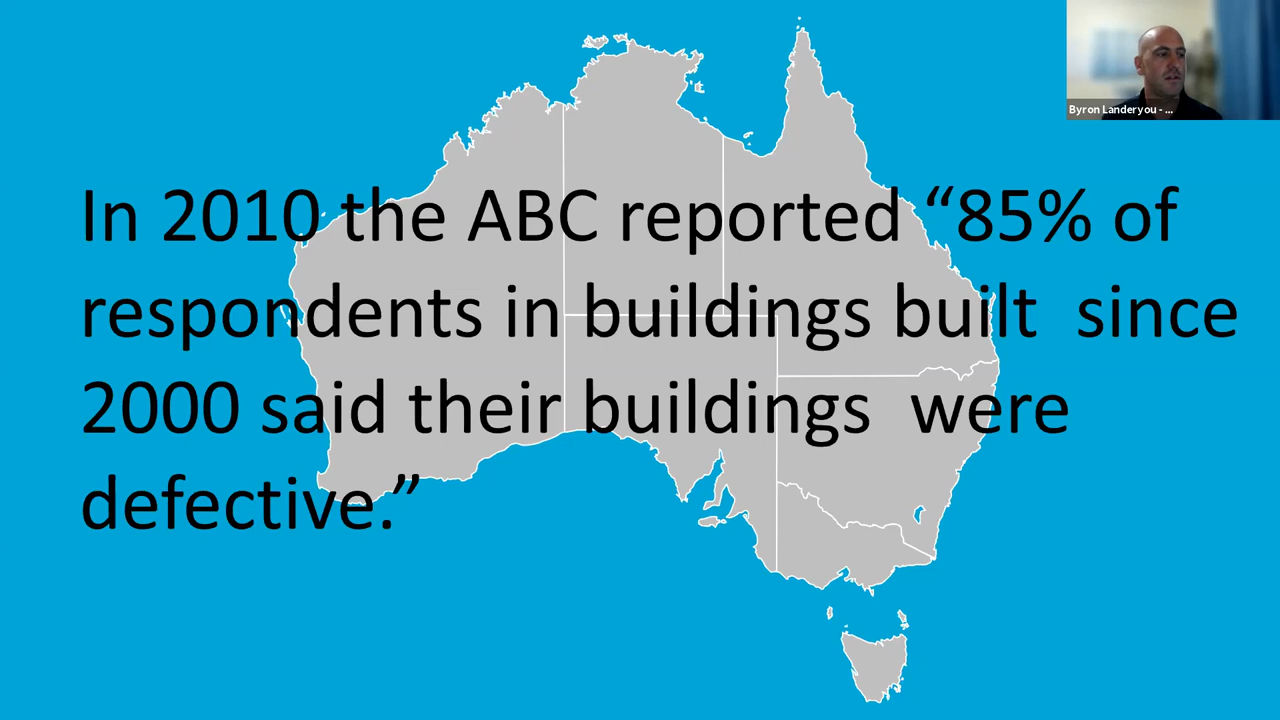 Byron Landeryou - ...
In 2010 the ABC reported “85% of
respondents in buildings built  since
2000 said their buildings  were
defective.”